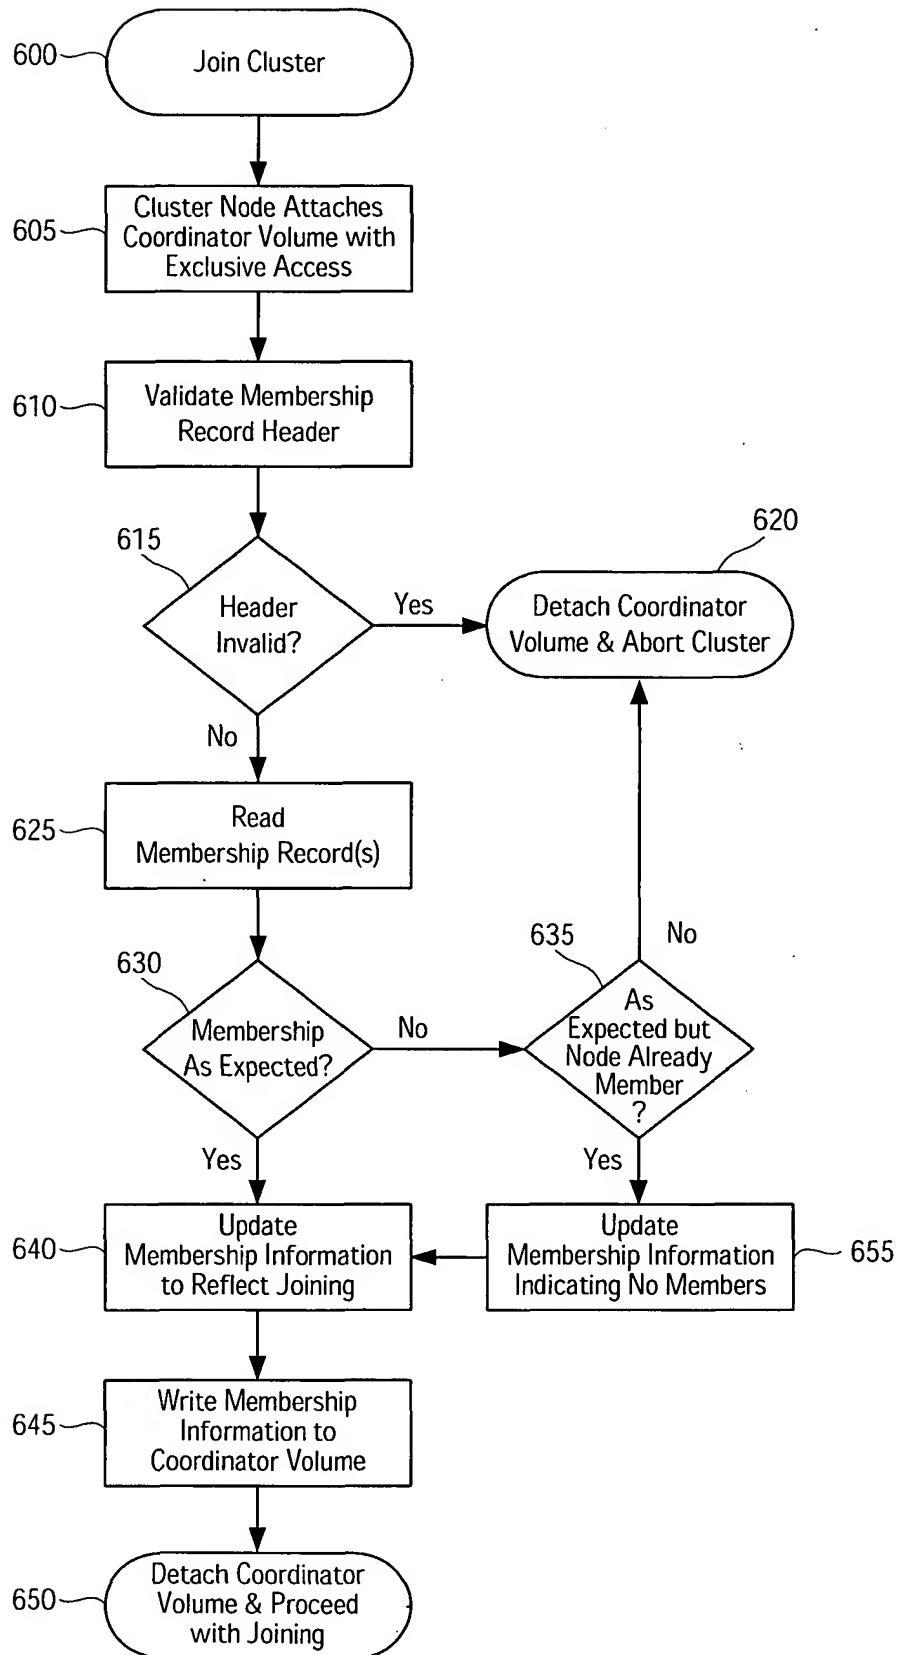 600
Join Cluster
605
Cluster Node Attaches
Coordinator Volume with
Exclusive Access
610
Validate Membership
Record Header
615
Header
Invalid?
Yes
620
Detach Coordinator
Volume & Abort Cluster
No
625
Read
Membership Record(s)
630
Membership
As Expected?
No
635
As
Expected but
Node Already
Member
?
No
Yes
Yes
640
Update
Membership Information
to Reflect Joining
Update
Membership Information
Indicating No Members
655
645
Write Membership
Information to
Coordinator Volume
650
Detach Coordinator
Volume & Proceed
with Joining